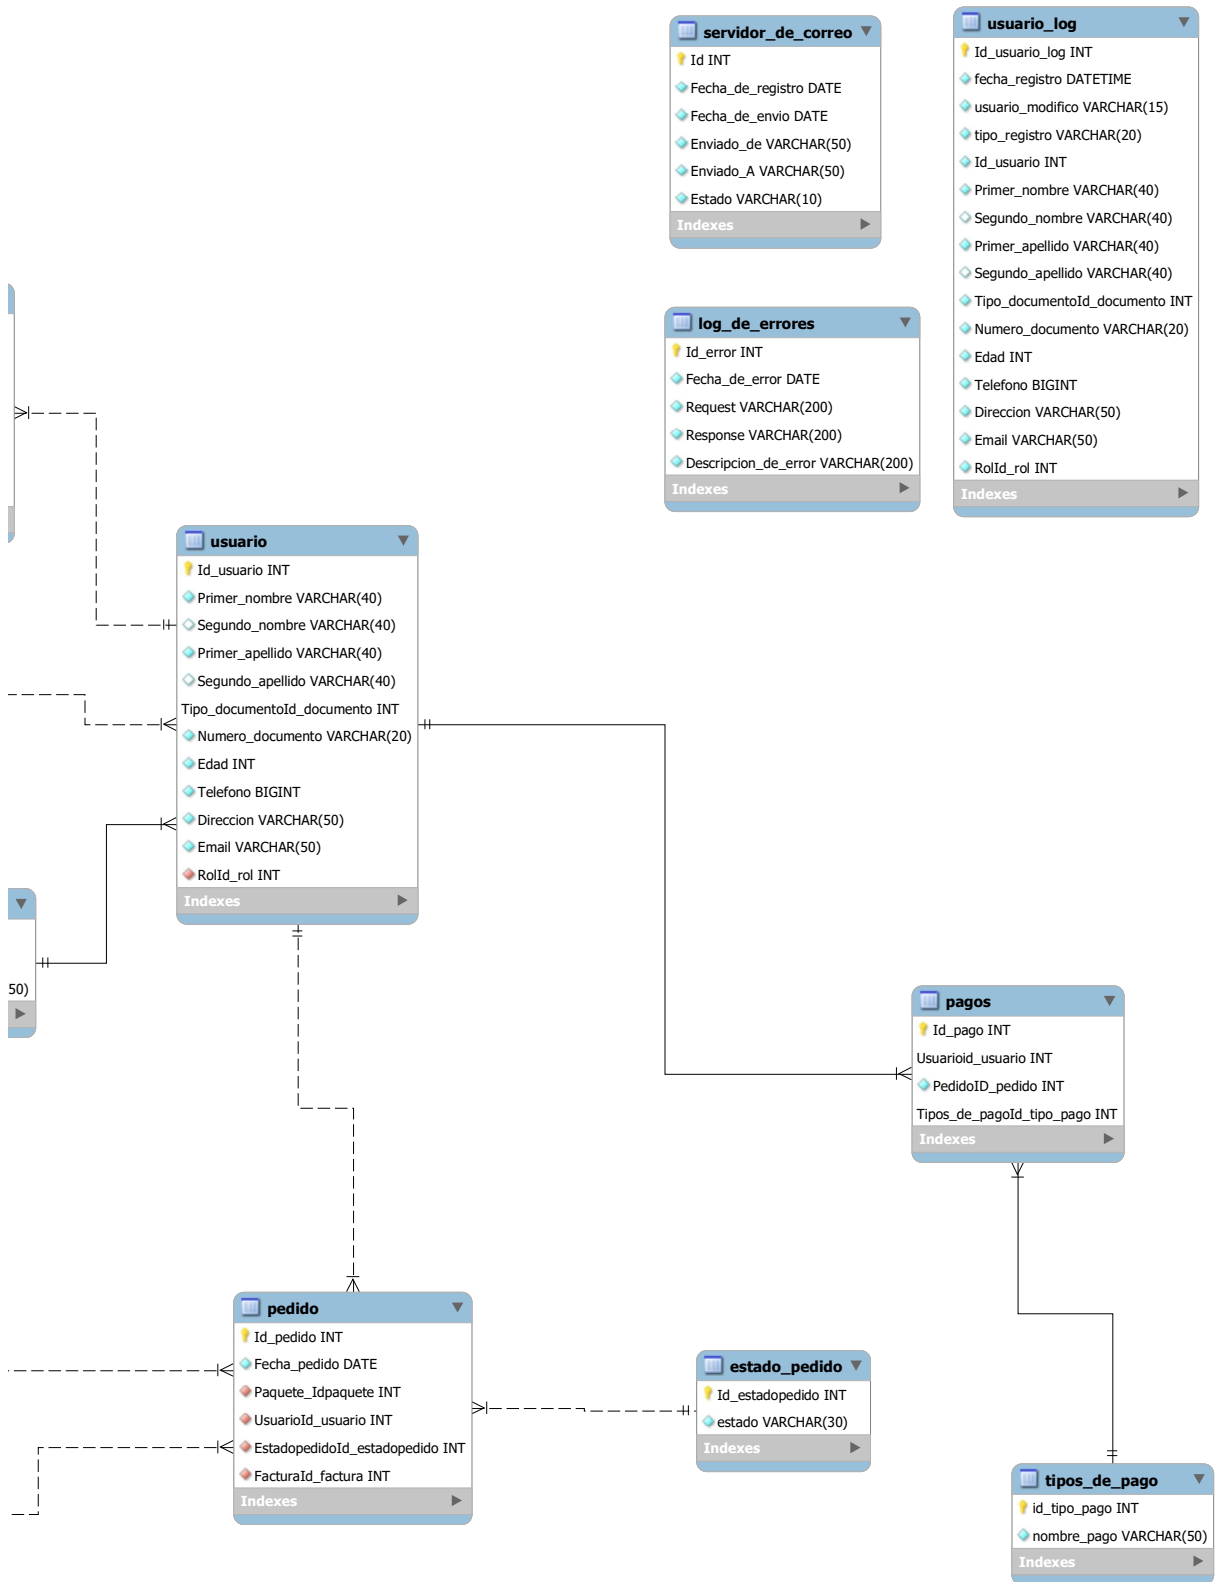 servidor_de_correo
Id INT
Fecha_de_registro DATE
Fecha_de_envio DATE
Enviado_de VARCHAR(50)
Enviado_A VARCHAR(50)
Estado VARCHAR(10)
Indexes
usuario_log
Id_usuario_log INT
fecha_registro DATETIME
usuario_modifico VARCHAR(15)
tipo_registro VARCHAR(20)
Id_usuario INT
Primer_nombre VARCHAR(40)
Segundo_nombre VARCHAR(40)
Primer_apellido VARCHAR(40)
Segundo_apellido VARCHAR(40)
Tipo_documentoId_documento INT
Numero_documento VARCHAR(20)
Edad INT
Telefono BIGINT
Direccion VARCHAR(50)
Email VARCHAR(50)
RolId_rol INT
Indexes
log_de_errores
Id_error INT
Fecha_de_error DATE
Request VARCHAR(200)
Response VARCHAR(200)
Descripcion_de_error VARCHAR(200)
Indexes
usuario
Id_usuario INT
Primer_nombre VARCHAR(40)
Segundo_nombre VARCHAR(40)
Primer_apellido VARCHAR(40)
Segundo_apellido VARCHAR(40)
Tipo_documentoId_documento INT
Numero_documento VARCHAR(20)
Edad INT
Telefono BIGINT
Direccion VARCHAR(50)
Email VARCHAR(50)
RolId_rol INT
Indexes
50)
pagos
Id_pago INT
Usuarioid_usuario INT
PedidoID_pedido INT
Tipos_de_pagoId_tipo_pago INT
Indexes
pedido
Id_pedido INT
Fecha_pedido DATE
Paquete_Idpaquete INT
UsuarioId_usuario INT
EstadopedidoId_estadopedido INT
FacturaId_factura INT
Indexes
estado_pedido
Id_estadopedido INT
estado VARCHAR(30)
Indexes
tipos_de_pago
id_tipo_pago INT
nombre_pago VARCHAR(50)
Indexes